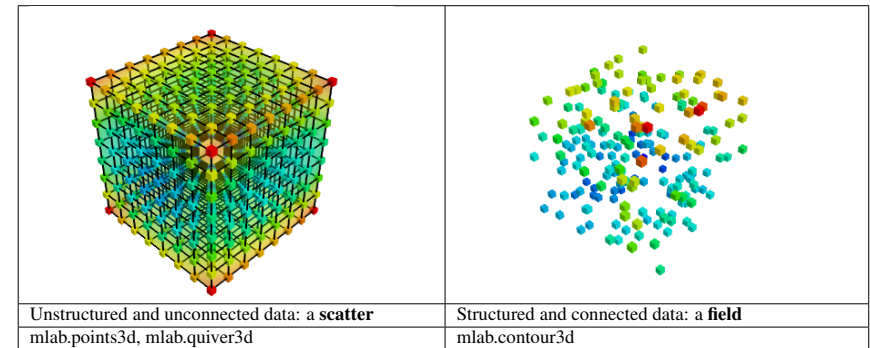 Unstructured and unconnected data: a scatter
Structured and connected data: a field
mlab.points3d, mlab.quiver3d
mlab.contour3d